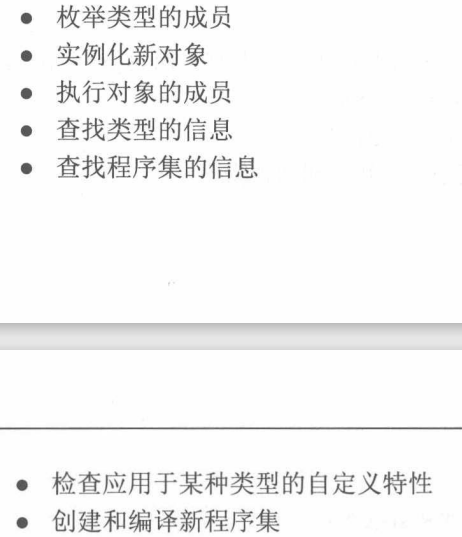 ● 枚举类型的成员
● 实例化新对象
● 执行对象的成员
● 查找类型的信息
● 查找程序集的信息
● 检查应用于某种类型的自定义特性
● 创建和编译新程序集